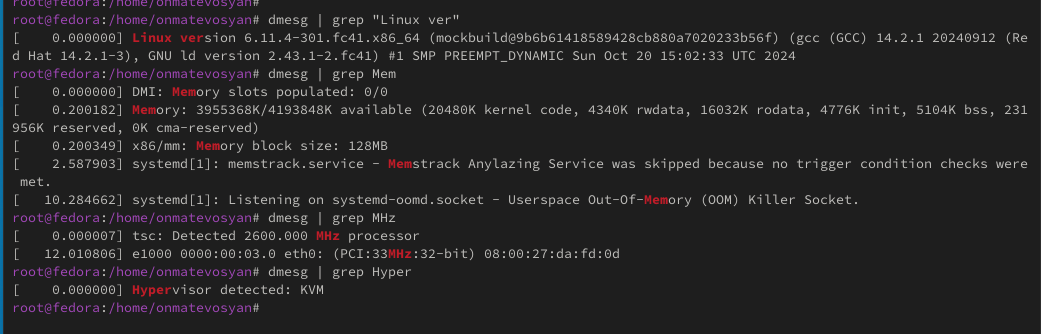 root@fedora:/home/onmatevosyan#
root@fedora:/home/onmatevosyan# dmesg | grep "Linux ver"
[    0.000000] Linux version 6.11.4-301.fc41.x86_64 (mockbuild@9b6b61418589428cb880a7020233b56f) (gcc (GCC) 14.2.1 20240912 (Re
d Hat 14.2.1-3), GNU ld version 2.43.1-2.fc41) #1 SMP PREEMPT_DYNAMIC Sun Oct 20 15:02:33 UTC 2024
root@fedora:/home/onmatevosyan# dmesg | grep Mem
[    0.000000] DMI: Memory slots populated: 0/0
[    0.200182] Memory: 3955368K/4193848K available (20480K kernel code, 4340K rwdata, 16032K rodata, 4776K init, 5104K bss, 231
956K reserved, 0K cma-reserved)
[    0.200349] x86/mm: Memory block size: 128MB
[    2.587903] systemd[1]: memstrack.service - Memstrack Anylazing Service was skipped because no trigger condition checks were
 met.
[   10.284662] systemd[1]: Listening on systemd-oomd.socket - Userspace Out-Of-Memory (OOM) Killer Socket.
root@fedora:/home/onmatevosyan# dmesg | grep MHz
[    0.000007] tsc: Detected 2600.000 MHz processor
[   12.010806] e1000 0000:00:03.0 eth0: (PCI:33MHz:32-bit) 08:00:27:da:fd:0d
root@fedora:/home/onmatevosyan# dmesg | grep Hyper
[    0.000000] Hypervisor detected: KVM
root@fedora:/home/onmatevosyan#